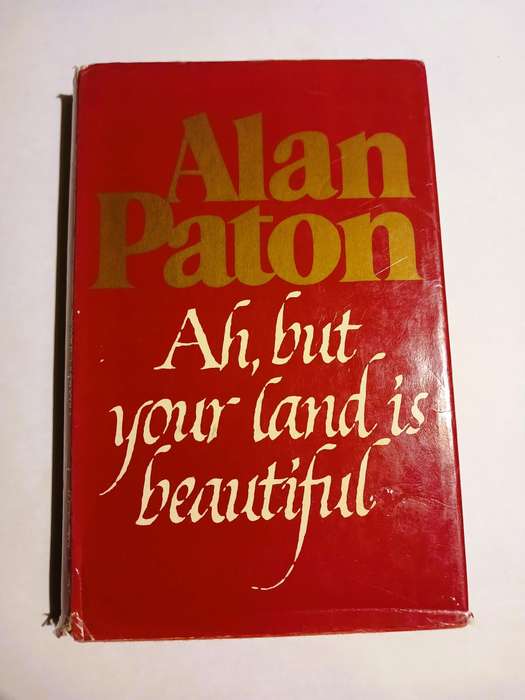 Alan
Paton
Ah, but
your land is
beautiful